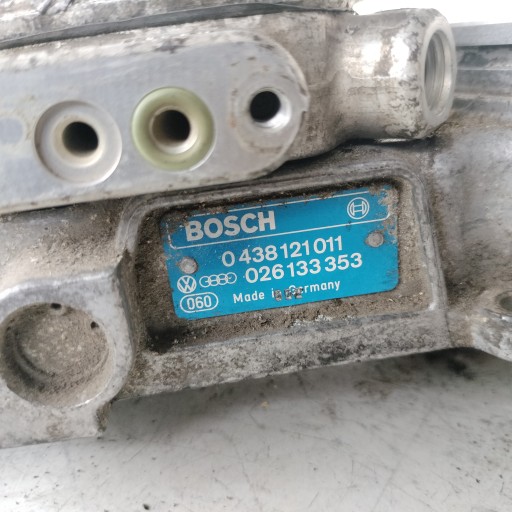 BOSCH
0 438 121 011
026 133 353
060 Made in Germany